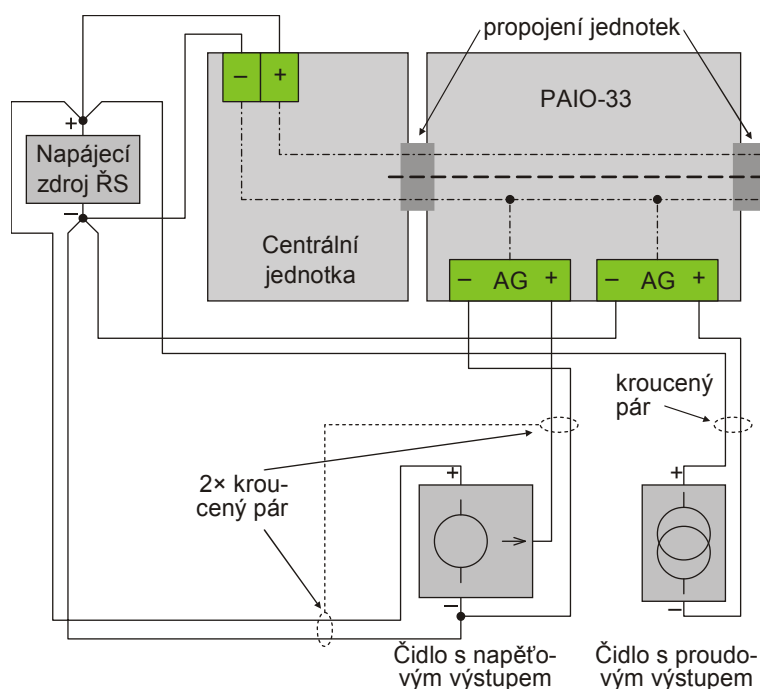 propojení jednotek
– +
PAIO-33
+
Napájecí
zdroj ŘS
–
Centrální
jednotka
– AG +
– AG +
kroucený
pár
2× krou-
cený pár
+
–
+
–
Čidlo s napěťo-
vým výstupem
Čidlo s proudo-
vým výstupem